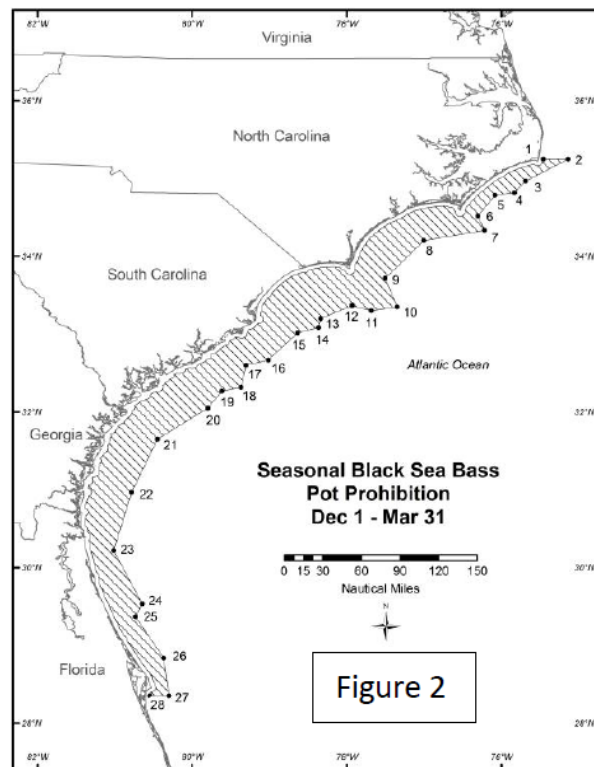 82°W 80°W 76°W 76°W
Virginia
36°N 36°N
North Carolina
1 2
3
4
5
6
7
8
34°N 34°N
South Carolina
9
10
11
12
13
14
15
Atlantic Ocean
16
17
18
19
20
32°N 32°N
Georgia
21
Seasonal Black Sea Bass
Pot Prohibition
Dec 1 - Mar 31
22
23
0 15 30 60 90 120 150
Nautical Miles
30°N 30°N
N
24
25
26
Florida
Figure 2
27
28
28°N 28°N
82°W 80°W 76°W 76°W